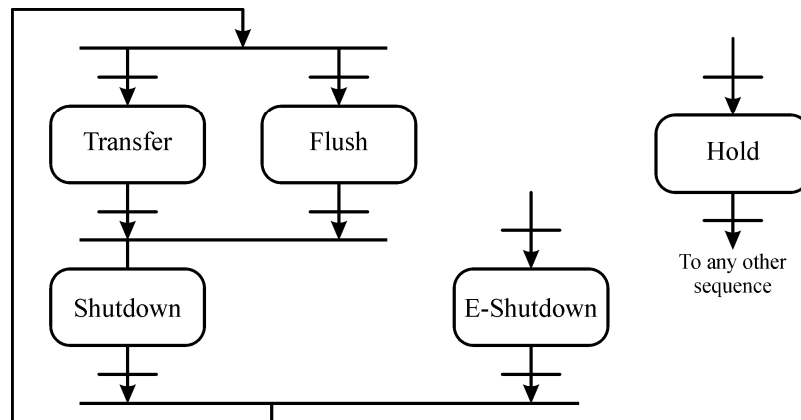 Transfer
Flush
Hold
To any other
sequence
Shutdown
E-Shutdown